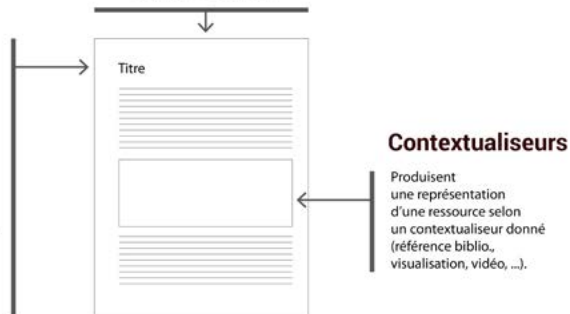 Titre
Contextualiseurs
Produisent
une représentation
d'une ressource selon
un contextualiseur donné
(référence biblio.,
visualisation, vidéo, ...).